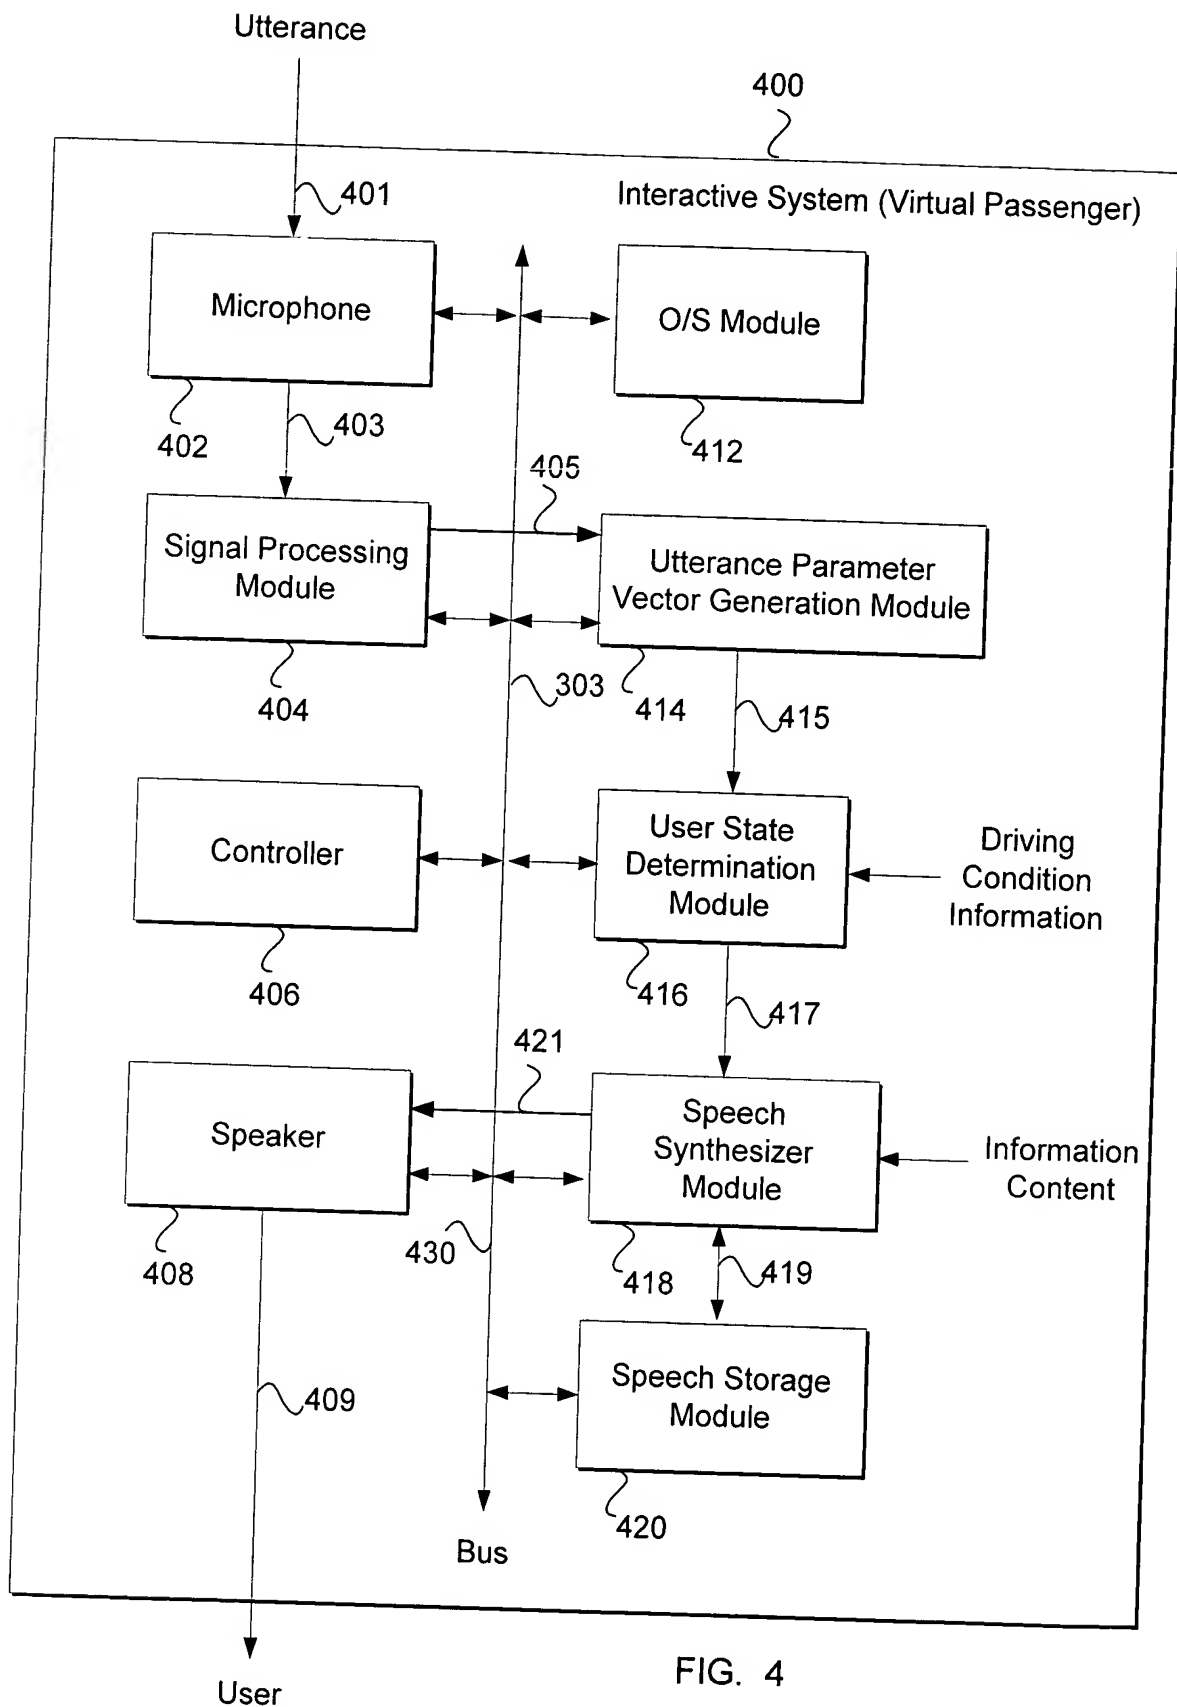 Utterance
400
401
Interactive System (Virtual Passenger)
Microphone
O/S Module
402
403
412
405
Signal Processing
Module
Utterance Parameter
Vector Generation Module
404
303
414
415
Controller
User State
Determination
Module
Driving
Condition
Information
406
416
417
421
Speaker
Speech
Synthesizer
Module
Information
Content
408
430
418
419
409
Speech Storage
Module
420
Bus
User
FIG. 4